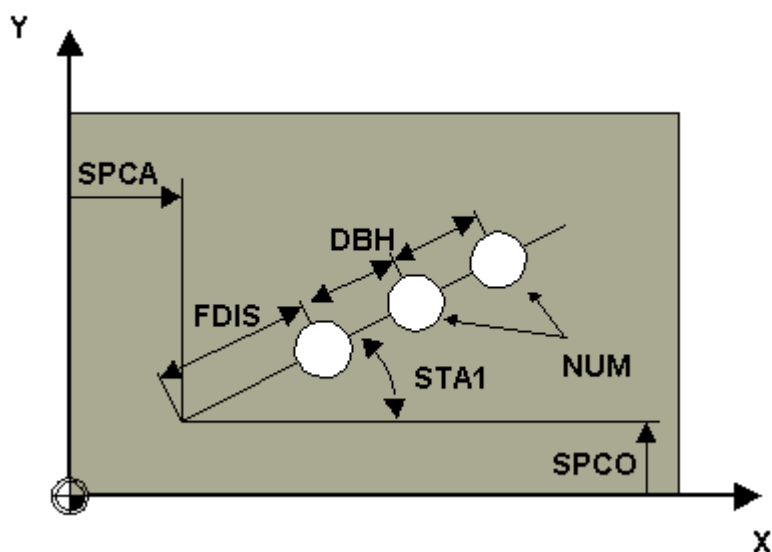 Y
SPCA
DBH
FDIS
STA1
NUM
SPCO
X